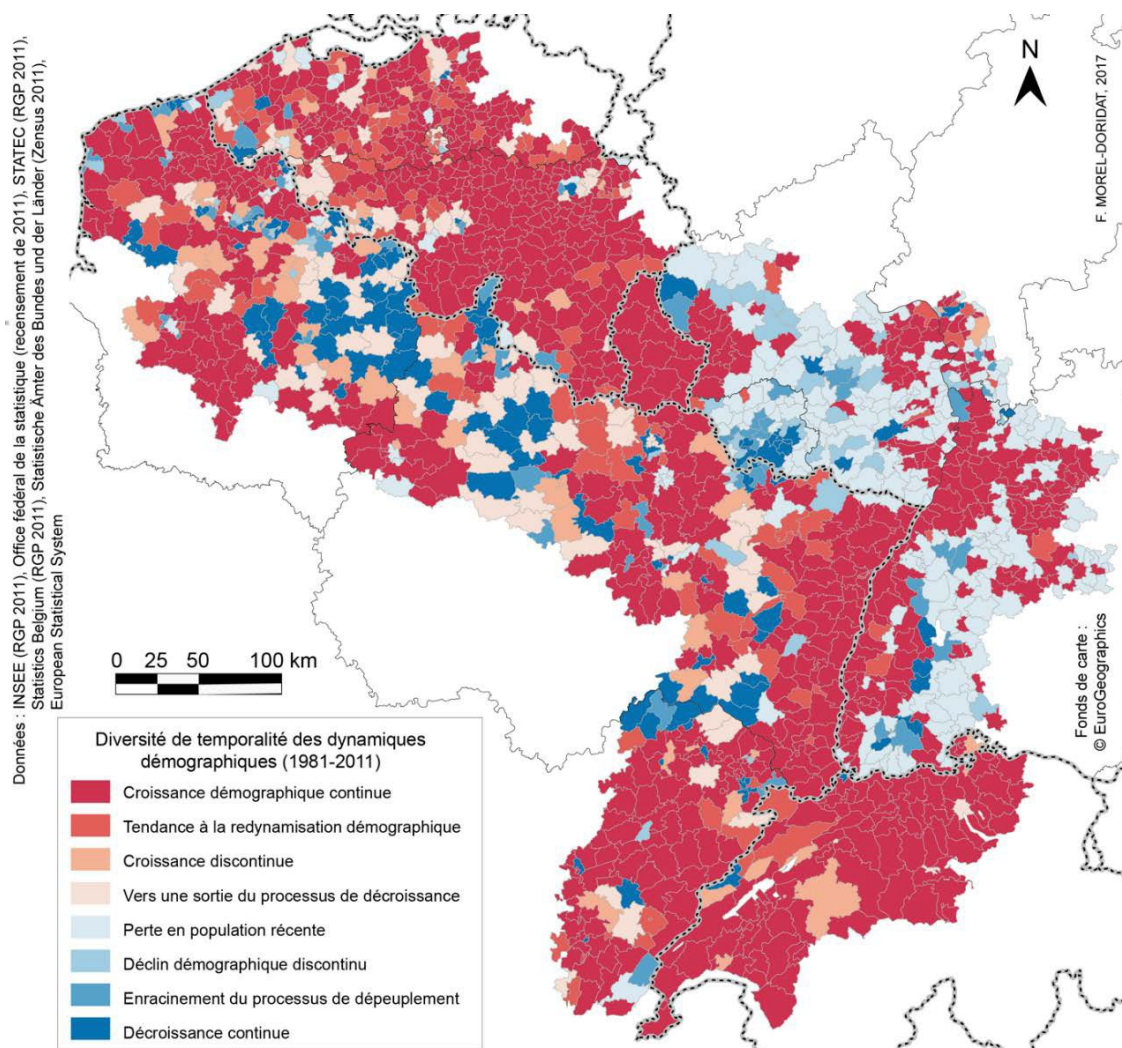 Données : INSEE (RGP 2011), Office fédéral de la statistique (recensement de 2011), STATEC (RGP 2011),
Statistics Belgium (RGP 2011), Statistische Ämter des Bundes und der Länder (Zensus 2011),
European Statistical System
N
F. MOREL-DORIDAT, 2017
0 25 50 100 km
Fonds de carte :
© EuroGeographics
Diversité de temporalité des dynamiques
démographiques (1981-2011)
Croissance démographique continue
Tendance à la redynamisation démographique
Croissance discontinue
Vers une sortie du processus de décroissance
Perte en population récente
Déclin démographique discontinu
Enracinement du processus de dépeuplement
Décroissance continue